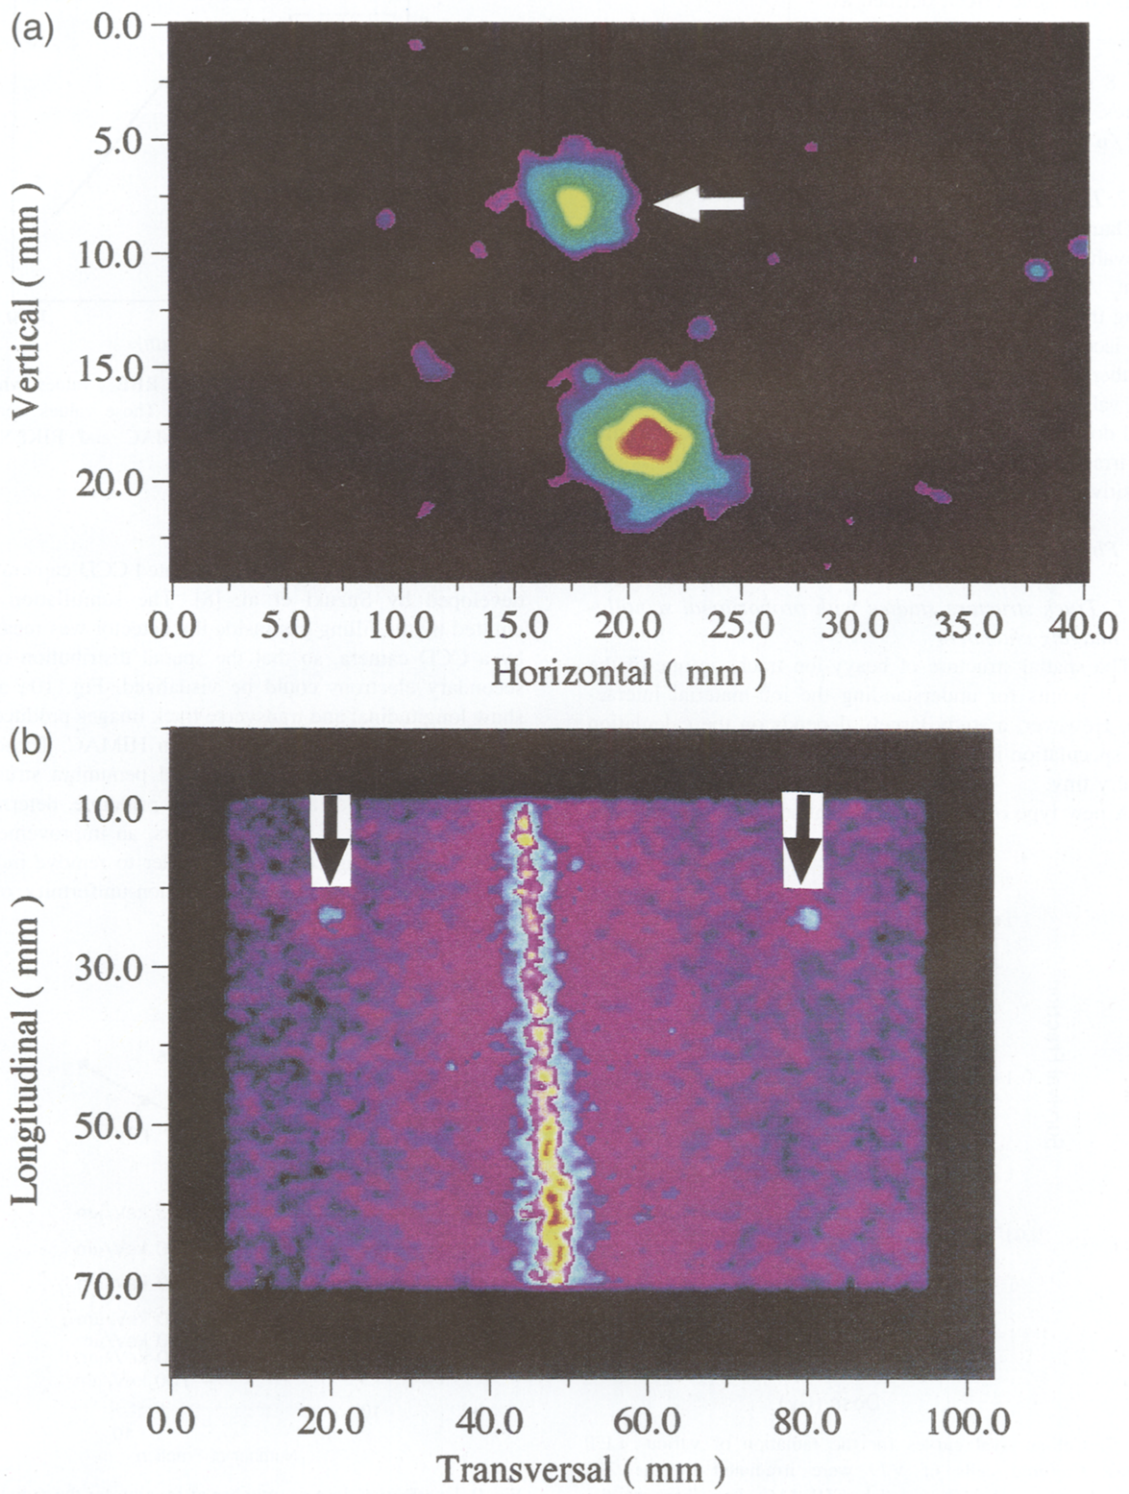 (a)
0.0
5.0
10.0
15.0
20.0
Vertical ( mm )
0.0 5.0 10.0 15.0 20.0 25.0 30.0 35.0 40.0
Horizontal ( mm )
(b)
10.0
30.0
50.0
70.0
Longitudinal ( mm )
0.0 20.0 40.0 60.0 80.0 100.0
Transversal ( mm )